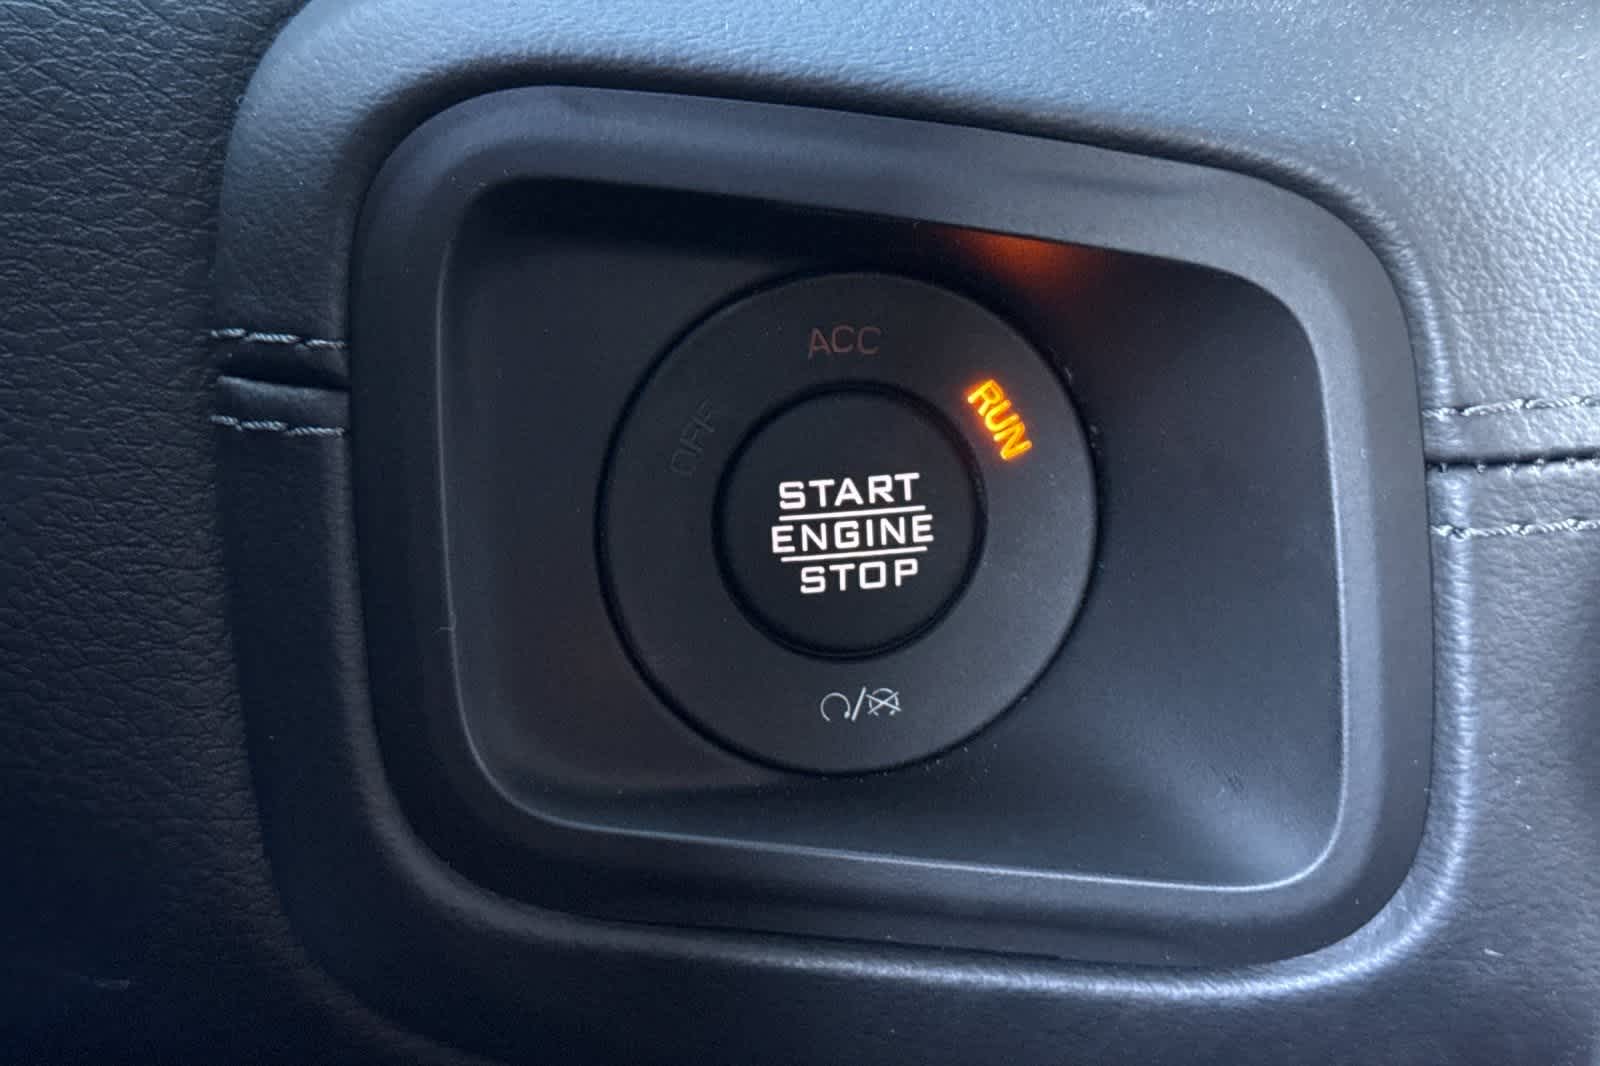 ACC
OFF
RUN
START
ENGINE
STOP